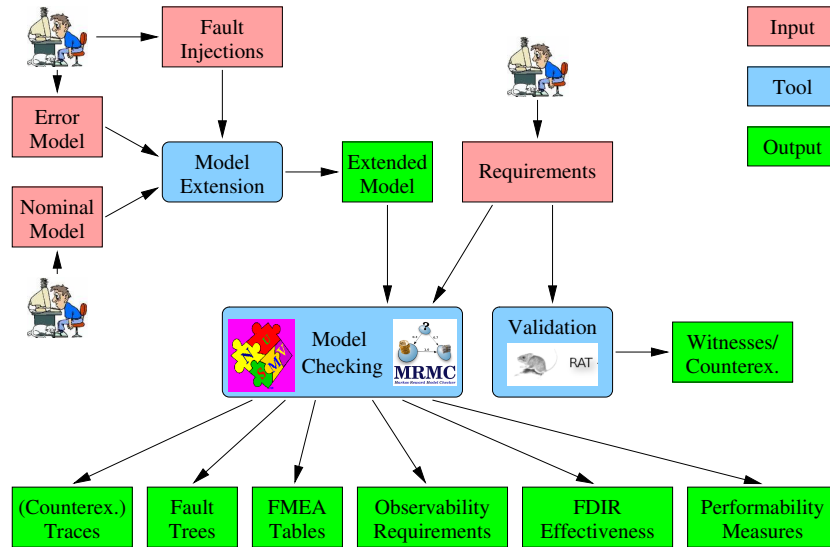 Fault
Injections
Input
Error
Model
Model
Extension
Extended
Model
Requirements
Tool
Output
Nominal
Model
Model
Checking
NUSMV
?
MRMC
Markov Reward Model Checker
Validation
RAT
Witnesses/
Counterex.
(Counterex.)
Traces
Fault
Trees
FMEA
Tables
Observability
Requirements
FDIR
Effectiveness
Performability
Measures